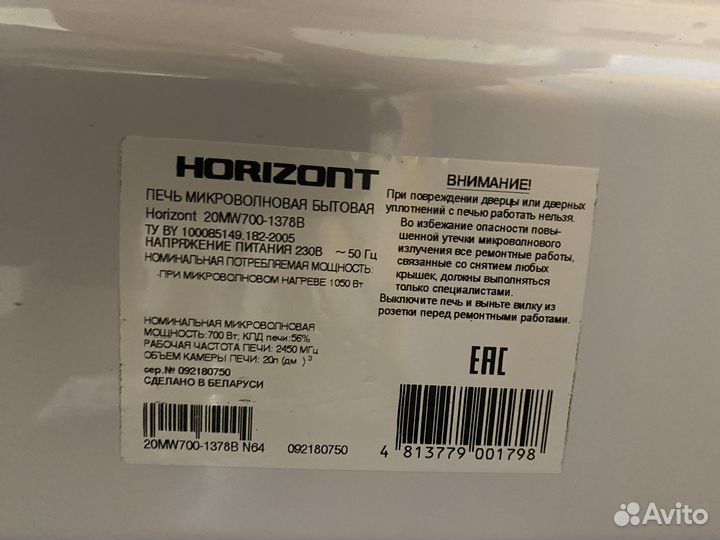 HORIZONT
ПЕЧЬ МИКРОВОЛНОВАЯ БЫТОВАЯ
Horizont 20MW700-1378B
ТУ BY 100085149.182-2005
НАПРЯЖЕНИЕ ПИТАНИЯ 230В ~50 Гц
НОМИНАЛЬНАЯ ПОТРЕБЛЯЕМАЯ МОЩНОСТЬ:
-ПРИ МИКРОВОЛНОВОМ НАГРЕВЕ 1050 Вт
НОМИНАЛЬНАЯ МИКРОВОЛНОВАЯ
МОЩНОСТЬ:700 Вт; КПД печи:56%
РАБОЧАЯ ЧАСТОТА ПЕЧИ: 2450 МГц
ОБЪЕМ КАМЕРЫ ПЕЧИ: 20л (дм )³
сер.№ 092180750
СДЕЛАНО В БЕЛАРУСИ
20MW700-1378B N64 092180750
ВНИМАНИЕ!
При повреждении дверцы или дверных
уплотнений с печью работать нельзя.
Во избежание опасности повы-
шенной утечки микроволнового
излучения все ремонтные работы,
связанные со снятием любых
крышек, должны выполняться
только специалистами.
Выключите печь и выньте вилку из
розетки перед ремонтными работами.
EAC
4 813779 001798
Avito